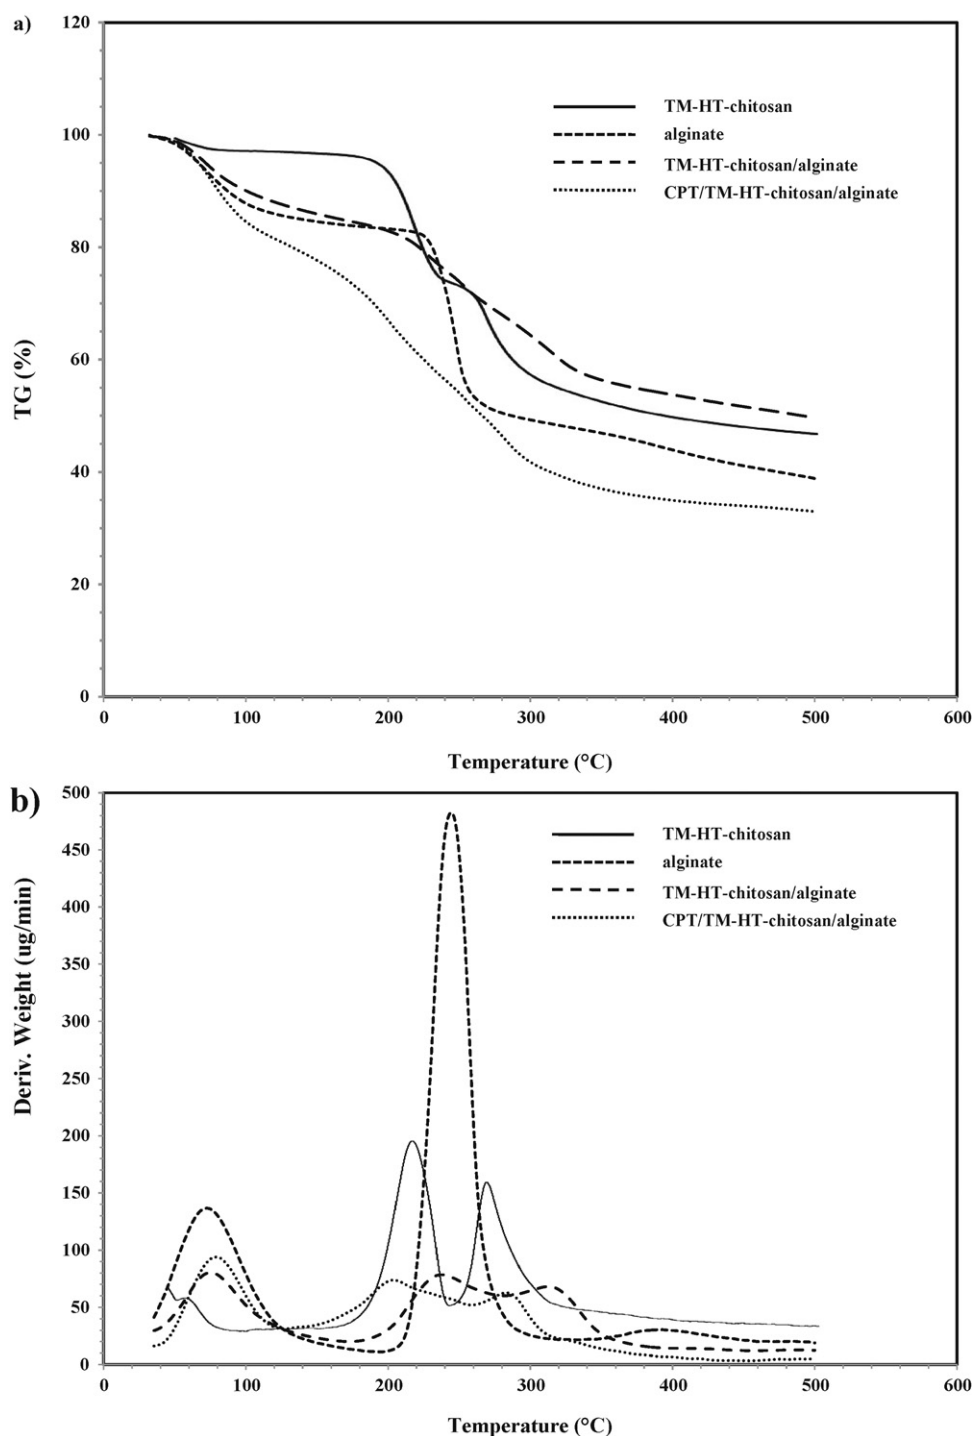 a)
120
100
80
60
40
20
0
TG (%)
TM-HT-chitosan
alginate
TM-HT-chitosan/alginate
CPT/TM-HT-chitosan/alginate
0 100 200 300 400 500 600
Temperature (°C)
b)
500
450
400
350
300
250
200
150
100
50
0
Deriv. Weight (ug/min)
TM-HT-chitosan
alginate
TM-HT-chitosan/alginate
CPT/TM-HT-chitosan/alginate
0 100 200 300 400 500 600
Temperature (°C)